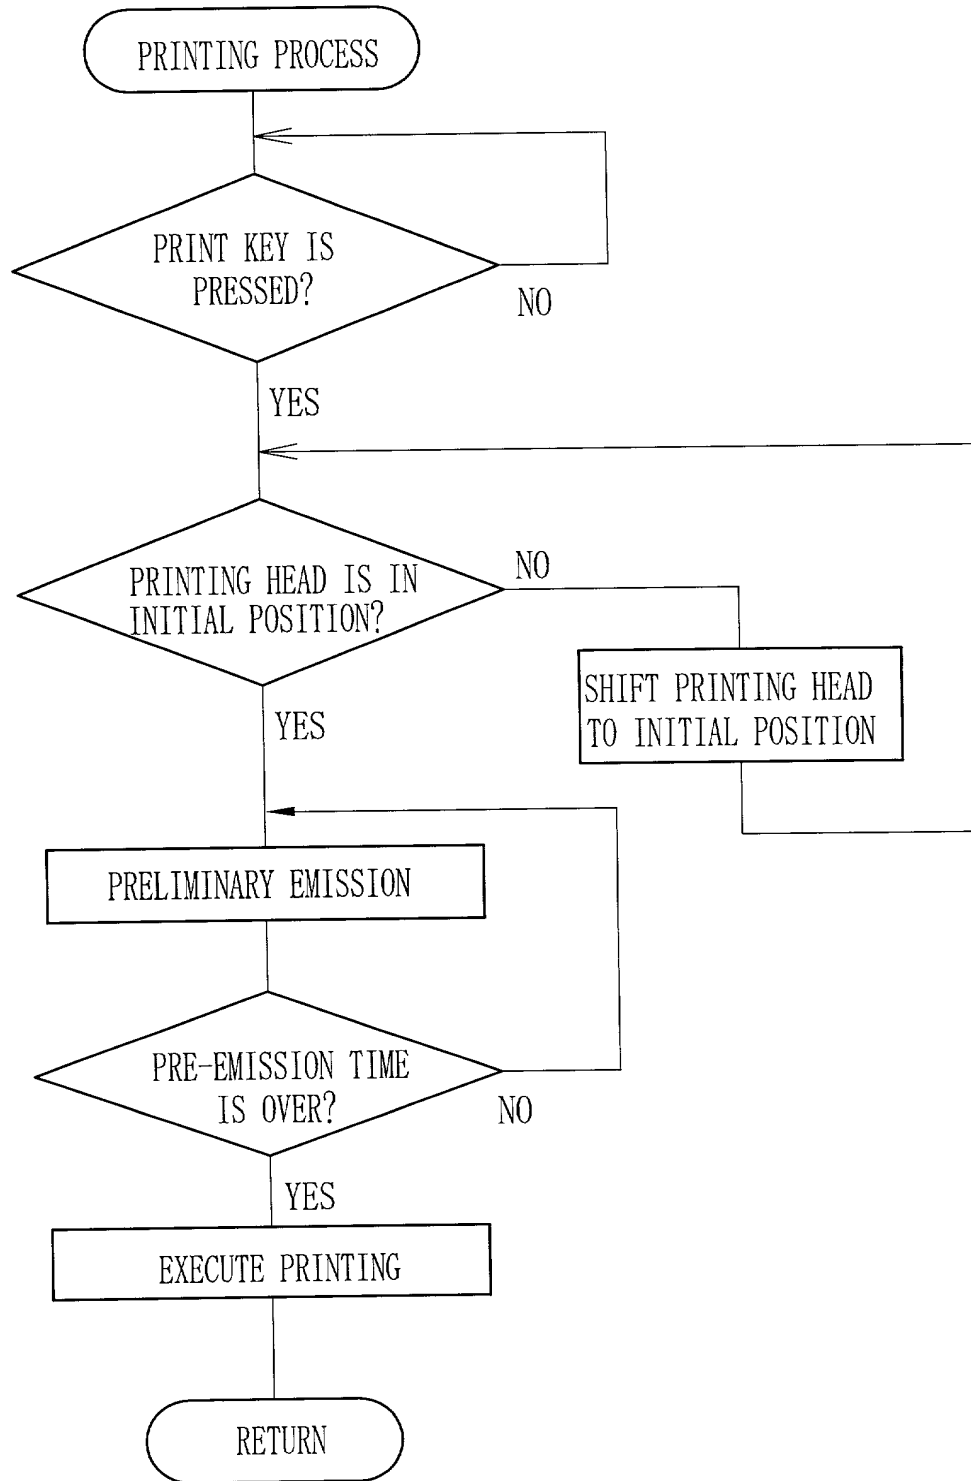 PRINTING PROCESS
PRINT KEY IS
PRESSED?
NO
YES
PRINTING HEAD IS IN
INITIAL POSITION?
NO
SHIFT PRINTING HEAD
TO INITIAL POSITION
YES
PRELIMINARY EMISSION
PRE-EMISSION TIME
IS OVER?
NO
YES
EXECUTE PRINTING
RETURN